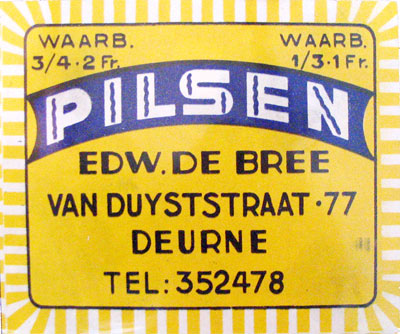 WAARB. WAARB.
3/4·2 Fr. 1/3·1 Fr.
PILSEN
EDW. DE BREE
VAN DUYSTSTRAAT·77
DEURNE
TEL: 352478